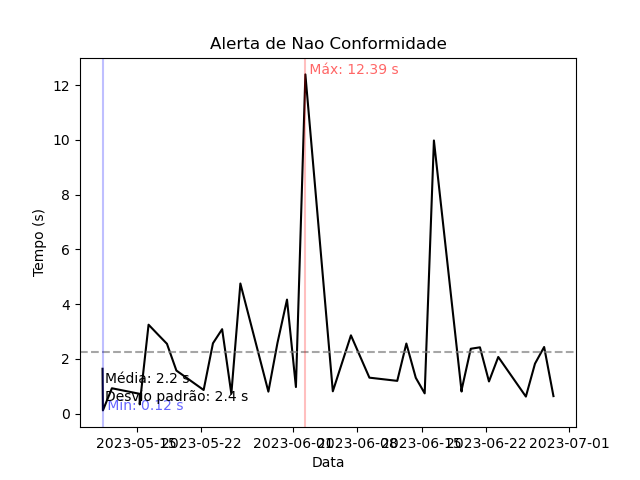 Alerta de Nao Conformidade
Máx: 12.39 s
12
10
8
6
4
2
0
Tempo (s)
Média: 2.2 s
Desvio padrão: 2.4 s
Min: 0.12 s
2023-05-15 2023-05-22 2023-06-01 2023-06-08 2023-06-15 2023-06-22 2023-07-01
Data